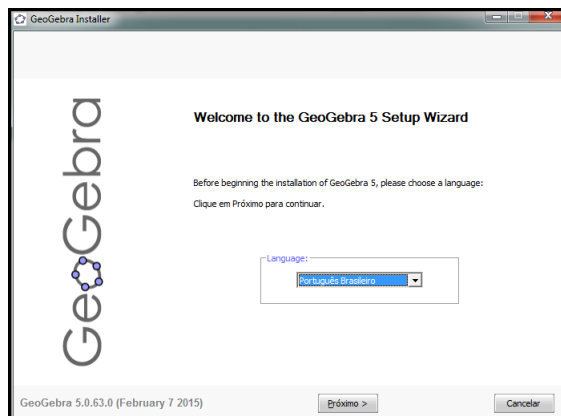 GeoGebra Installer
GeoGebra
Welcome to the GeoGebra 5 Setup Wizard
Before beginning the installation of GeoGebra 5, please choose a language:
Clique em Próximo para continuar.
Language:
Português Brasileiro
GeoGebra 5.0.63.0 (February 7 2015)
Próximo >
Cancelar